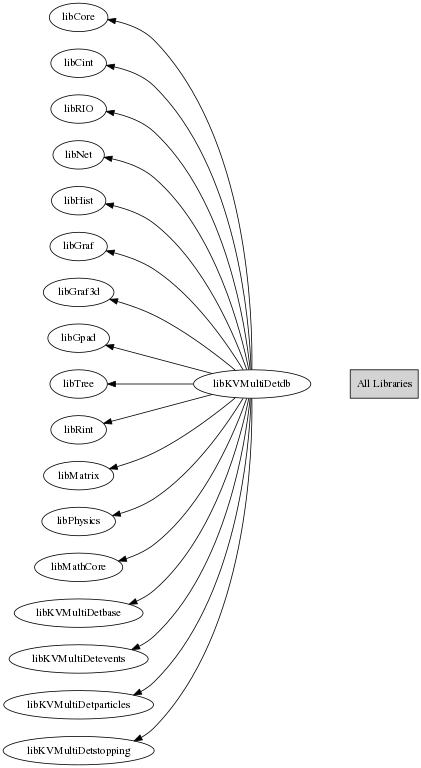 libCore
libCint
libRIO
libNet
libHist
libGraf
libGraf3d
libGpad
libTree
libKVMultiDetdb
All Libraries
libRint
libMatrix
libPhysics
libMathCore
libKVMultiDetbase
libKVMultiDetevents
libKVMultiDetparticles
libKVMultiDetstopping